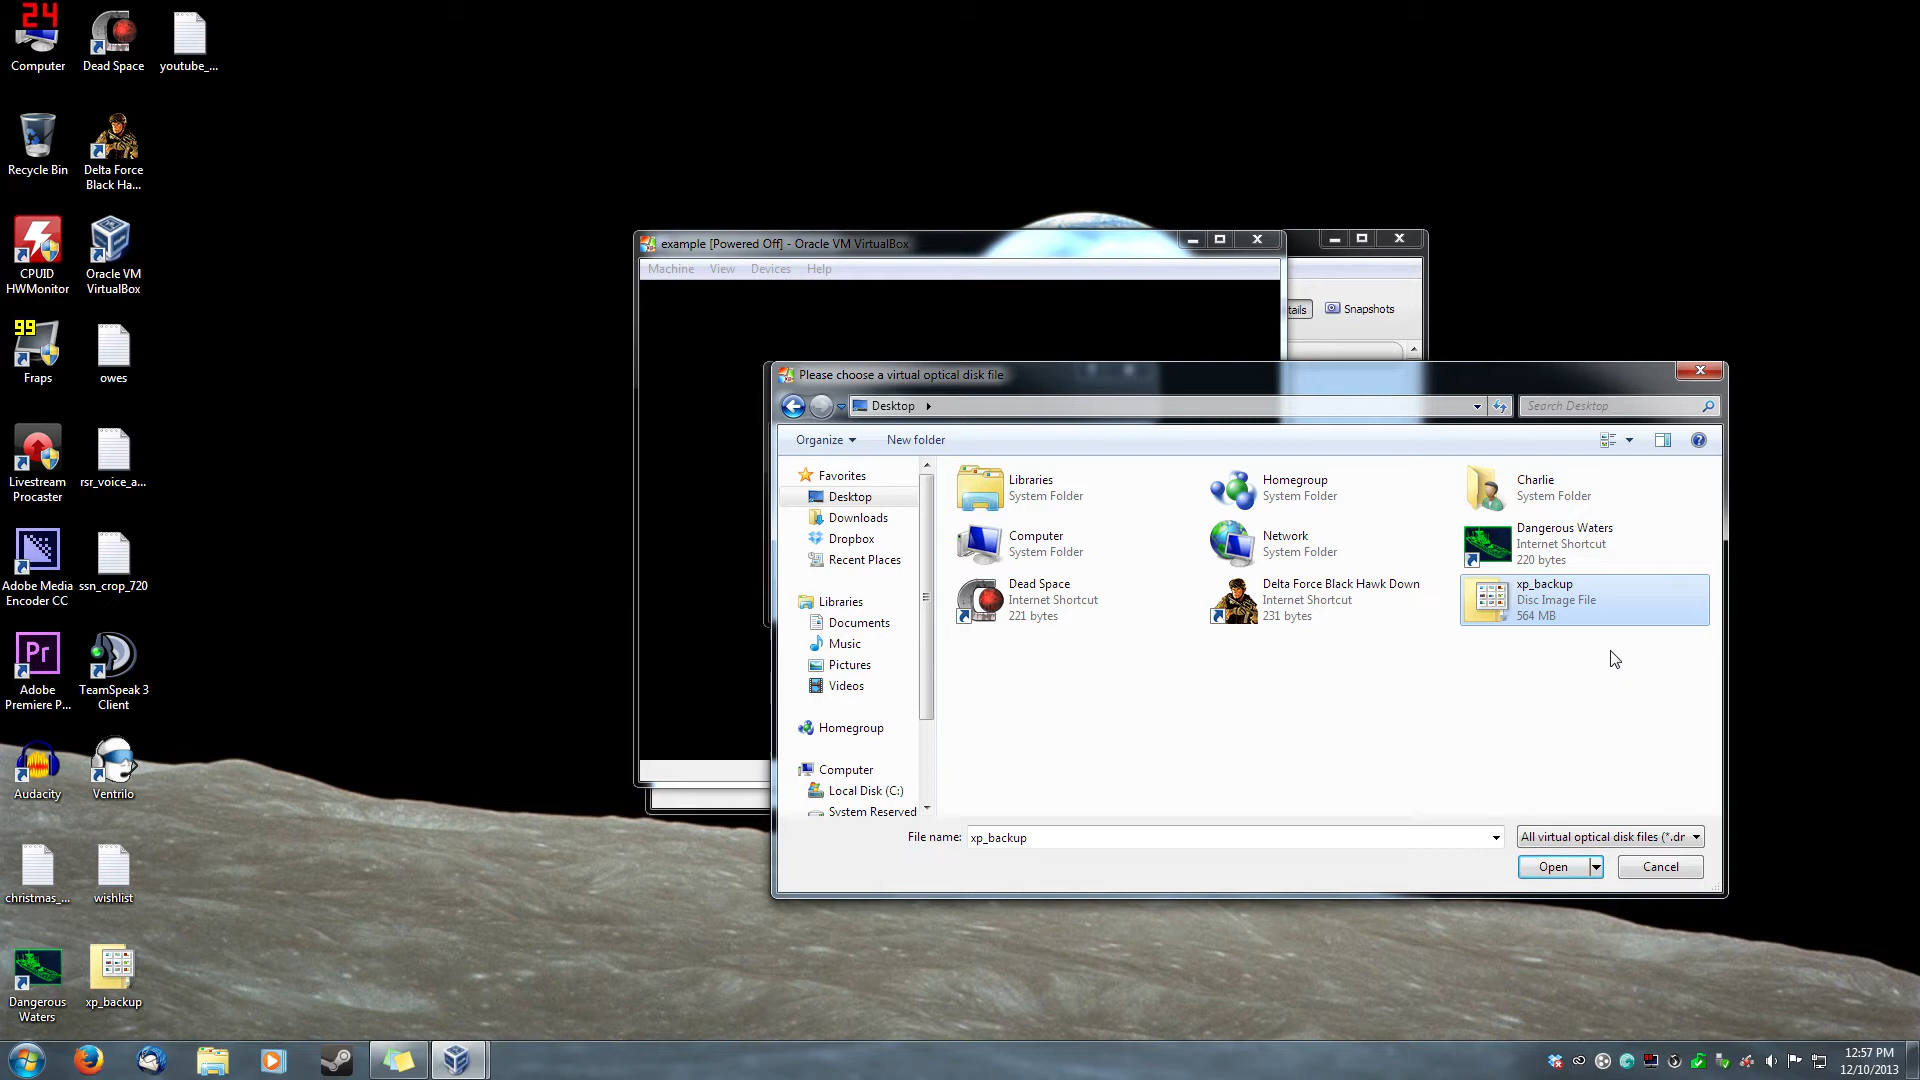 24
Computer
Dead Space
youtube_...
Recycle Bin
Delta Force
Black Ha...
CPUID
HWMonitor
Oracle VM
VirtualBox
99
Fraps
owes
Livestream
Procaster
rsr_voice_a...
Adobe Media
Encoder CC
ssn_crop_720
Pr
Adobe
Premiere P...
TeamSpeak 3
Client
Audacity
Ventrilo
christmas_...
wishlist
Dangerous
Waters
xp_backup
example [Powered Off] - Oracle VM VirtualBox
Machine View Devices Help
tails
Snapshots
Please choose a virtual optical disk file
Desktop
Search Desktop
Organize
New folder
Favorites
Desktop
Downloads
Dropbox
Recent Places
Libraries
Documents
Music
Pictures
Videos
Homegroup
Computer
Local Disk (C:)
System Reserved
Libraries
System Folder
Homegroup
System Folder
Charlie
System Folder
Computer
System Folder
Network
System Folder
Dangerous Waters
Internet Shortcut
220 bytes
Dead Space
Internet Shortcut
221 bytes
Delta Force Black Hawk Down
Internet Shortcut
231 bytes
xp_backup
Disc Image File
564 MB
File name:
xp_backup
All virtual optical disk files (*.dr
Open
Cancel
12:57 PM
12/10/2013